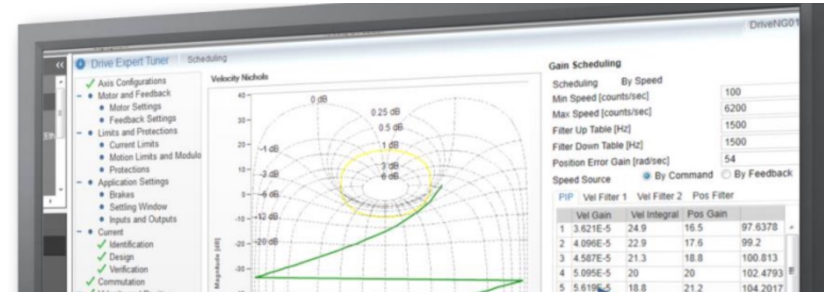 DriveNG01
Drive Expert Tuner
Scheduling
Axis Configurations
Motor and Feedback
Motor Settings
Feedback Settings
Limits and Protections
Current Limits
Motion Limits and Modulo
Protections
Application Settings
Brakes
Settling Window
Inputs and Outputs
Current
Identification
Design
Verification
Commutation
Velocity Nichols
Magnitude [dB]
40
30
20
10
0
-10
-20
-30
0 dB
0.25 dB
0.5 dB
1 dB
3 dB
6 dB
-1 dB
-3 dB
-6 dB
-12 dB
-20 dB
Gain Scheduling
Scheduling By Speed
Min Speed [counts/sec] 100
Max Speed [counts/sec] 6200
Filter Up Table [Hz] 1500
Filter Down Table [Hz] 1500
Position Error Gain [rad/sec] 54
Speed Source By Command By Feedback
PIP Vel Filter 1 Vel Filter 2 Pos Filter
Vel Gain Vel Integral Pos Gain
1 3.621E-5 24.9 16.5 97.6378
2 4.096E-5 22.9 17.6 99.2
3 4.587E-5 21.3 18.8 100.813
4 5.095E-5 20 20 102.4793
5 5.619E-5 18.8 21.2 104.2017